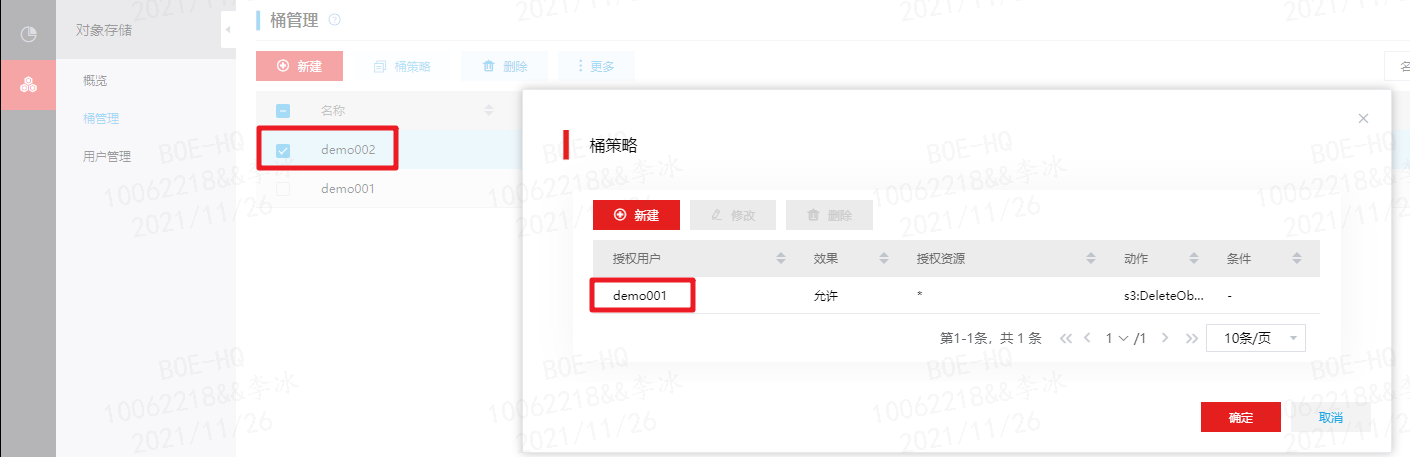 对象存储
概览
桶管理
用户管理
桶管理
新建 桶策略 删除 更多
名称
demo002
demo001
名
桶策略
新建 修改 删除
授权用户 效果 授权资源 动作 条件
demo001 允许 * s3:DeleteOb... -
第1-1条，共 1 条 1 /1 10条/页
确定 取消
BOE-HQ
10062218&&李冰
2021/11/26